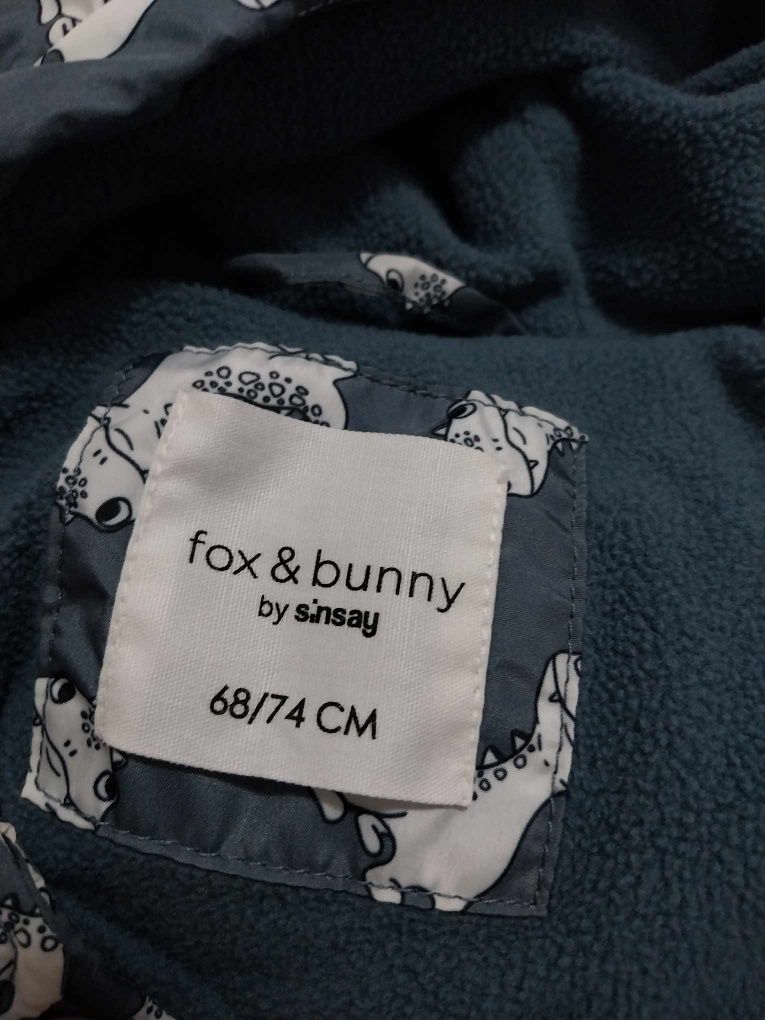 fox & bunny
by sinsay
68/74 CM